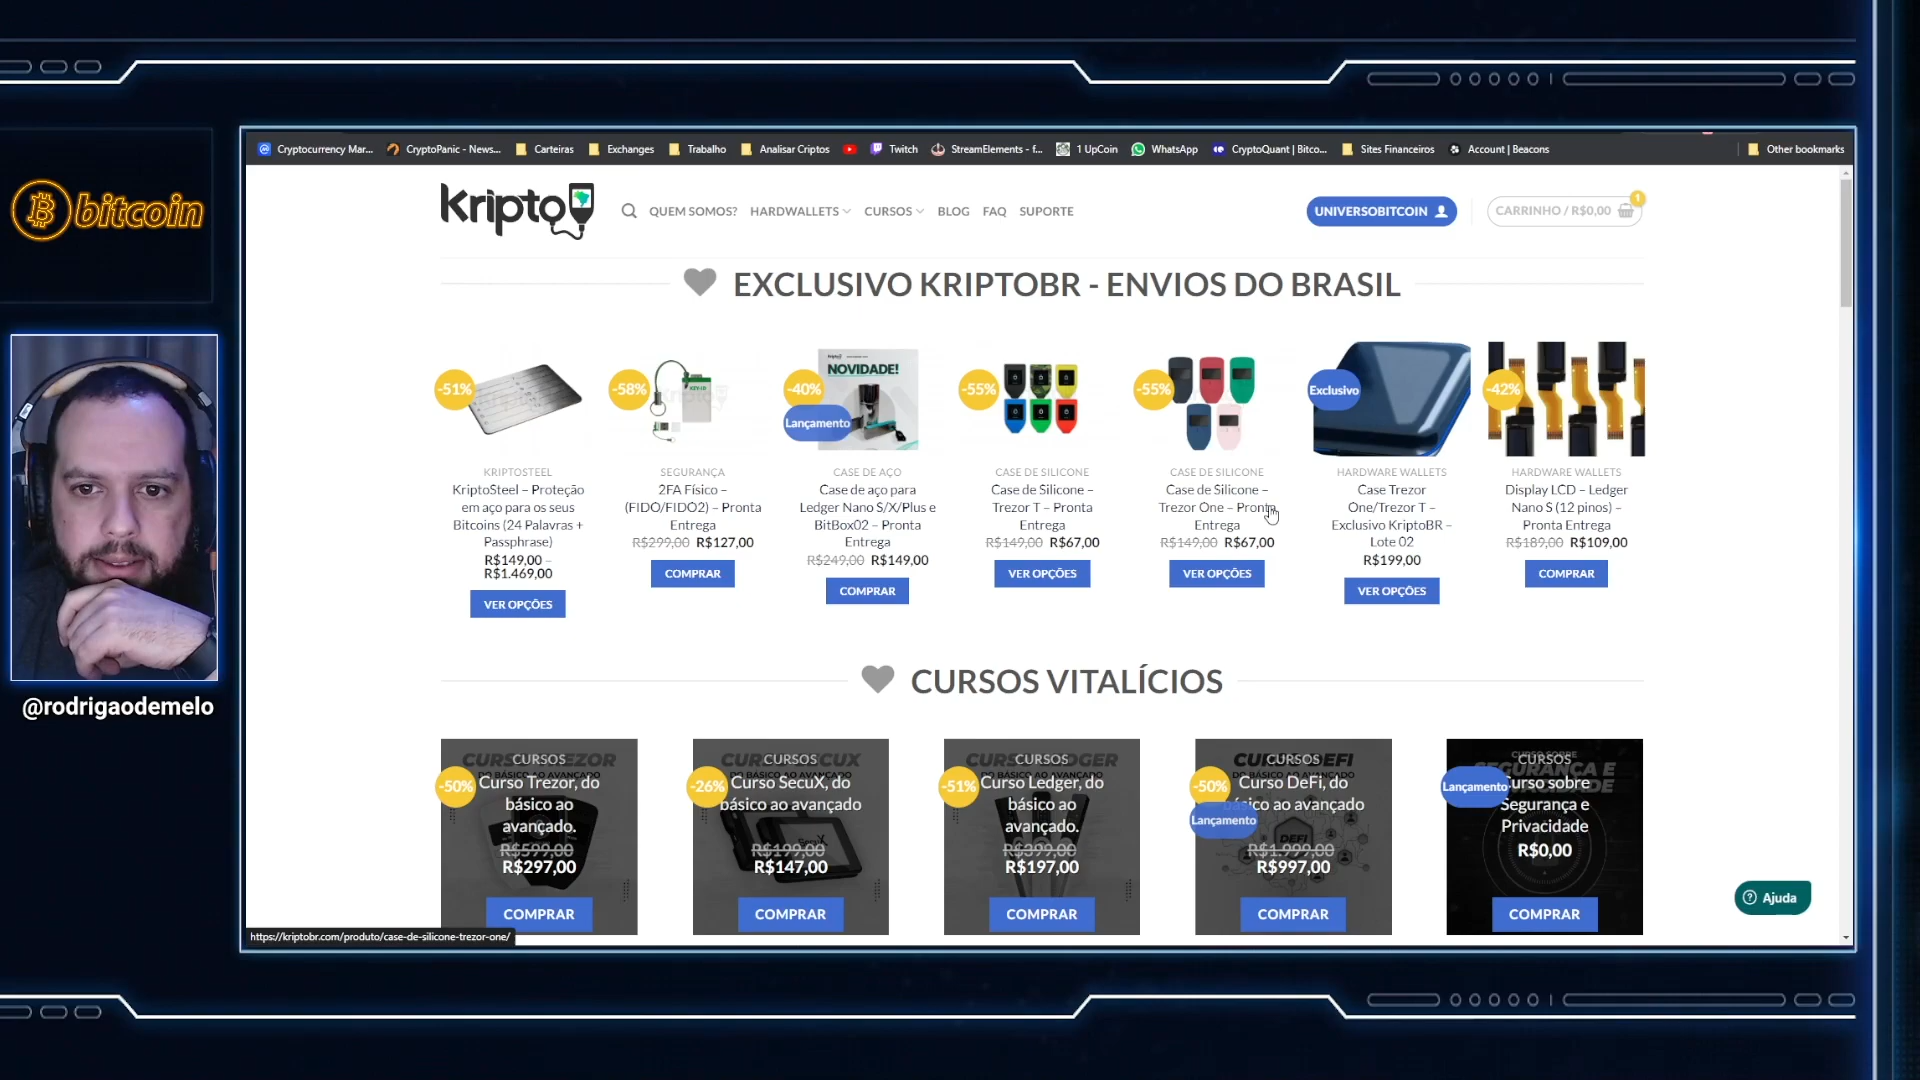 Cryptocurrency Mar...
CryptoPanic - News...
Carteiras
Exchanges
Trabalho
Analisar Criptos
Twitch
StreamElements - f...
1 UpCoin
WhatsApp
CryptoQuant | Bitco...
Sites Financeiros
Account | Beacons
Other bookmarks
bitcoin
kripto
QUEM SOMOS?
HARDWALLETS
CURSOS
BLOG
FAQ
SUPORTE
UNIVERSOBITCOIN
CARRINHO / R$0,00
1
EXCLUSIVO KRIPTOBR - ENVIOS DO BRASIL
-51%
KRIPTOSTEEL
KriptoSteel – Proteção
em aço para os seus
Bitcoins (24 Palavras +
Passphrase)
R$149,00 –
R$1.469,00
VER OPÇÕES
-58%
SEGURANÇA
2FA Físico –
(FIDO/FIDO2) – Pronta
Entrega
R$299,00 R$127,00
COMPRAR
NOVIDADE!
-40%
Lançamento
CASE DE AÇO
Case de aço para
Ledger Nano S/X/Plus e
BitBox02 – Pronta
Entrega
R$249,00 R$149,00
COMPRAR
-55%
CASE DE SILICONE
Case de Silicone –
Trezor T – Pronta
Entrega
R$149,00 R$67,00
VER OPÇÕES
-55%
CASE DE SILICONE
Case de Silicone –
Trezor One – Pronta
Entrega
R$149,00 R$67,00
VER OPÇÕES
Exclusivo
HARDWARE WALLETS
Case Trezor
One/Trezor T –
Exclusivo KriptoBR –
Lote 02
R$199,00
VER OPÇÕES
-42%
HARDWARE WALLETS
Display LCD – Ledger
Nano S (12 pinos) –
Pronta Entrega
R$189,00 R$109,00
COMPRAR
@rodrigaodemelo
CURSOS VITALÍCIOS
-50%
CURSOS
Curso Trezor, do
básico ao
avançado.
R$599,00
R$297,00
COMPRAR
-26%
CURSOS
Curso SecuX, do
básico ao avançado
R$199,00
R$147,00
COMPRAR
-51%
CURSOS
Curso Ledger, do
básico ao
avançado.
R$399,00
R$197,00
COMPRAR
-50%
Lançamento
CURSOS
Curso DeFi, do
básico ao avançado
R$1.999,00
R$997,00
COMPRAR
Lançamento
CURSOS
Curso sobre
Segurança e
Privacidade
R$0,00
COMPRAR
Ajuda
https://kriptobr.com/produto/case-de-silicone-trezor-one/